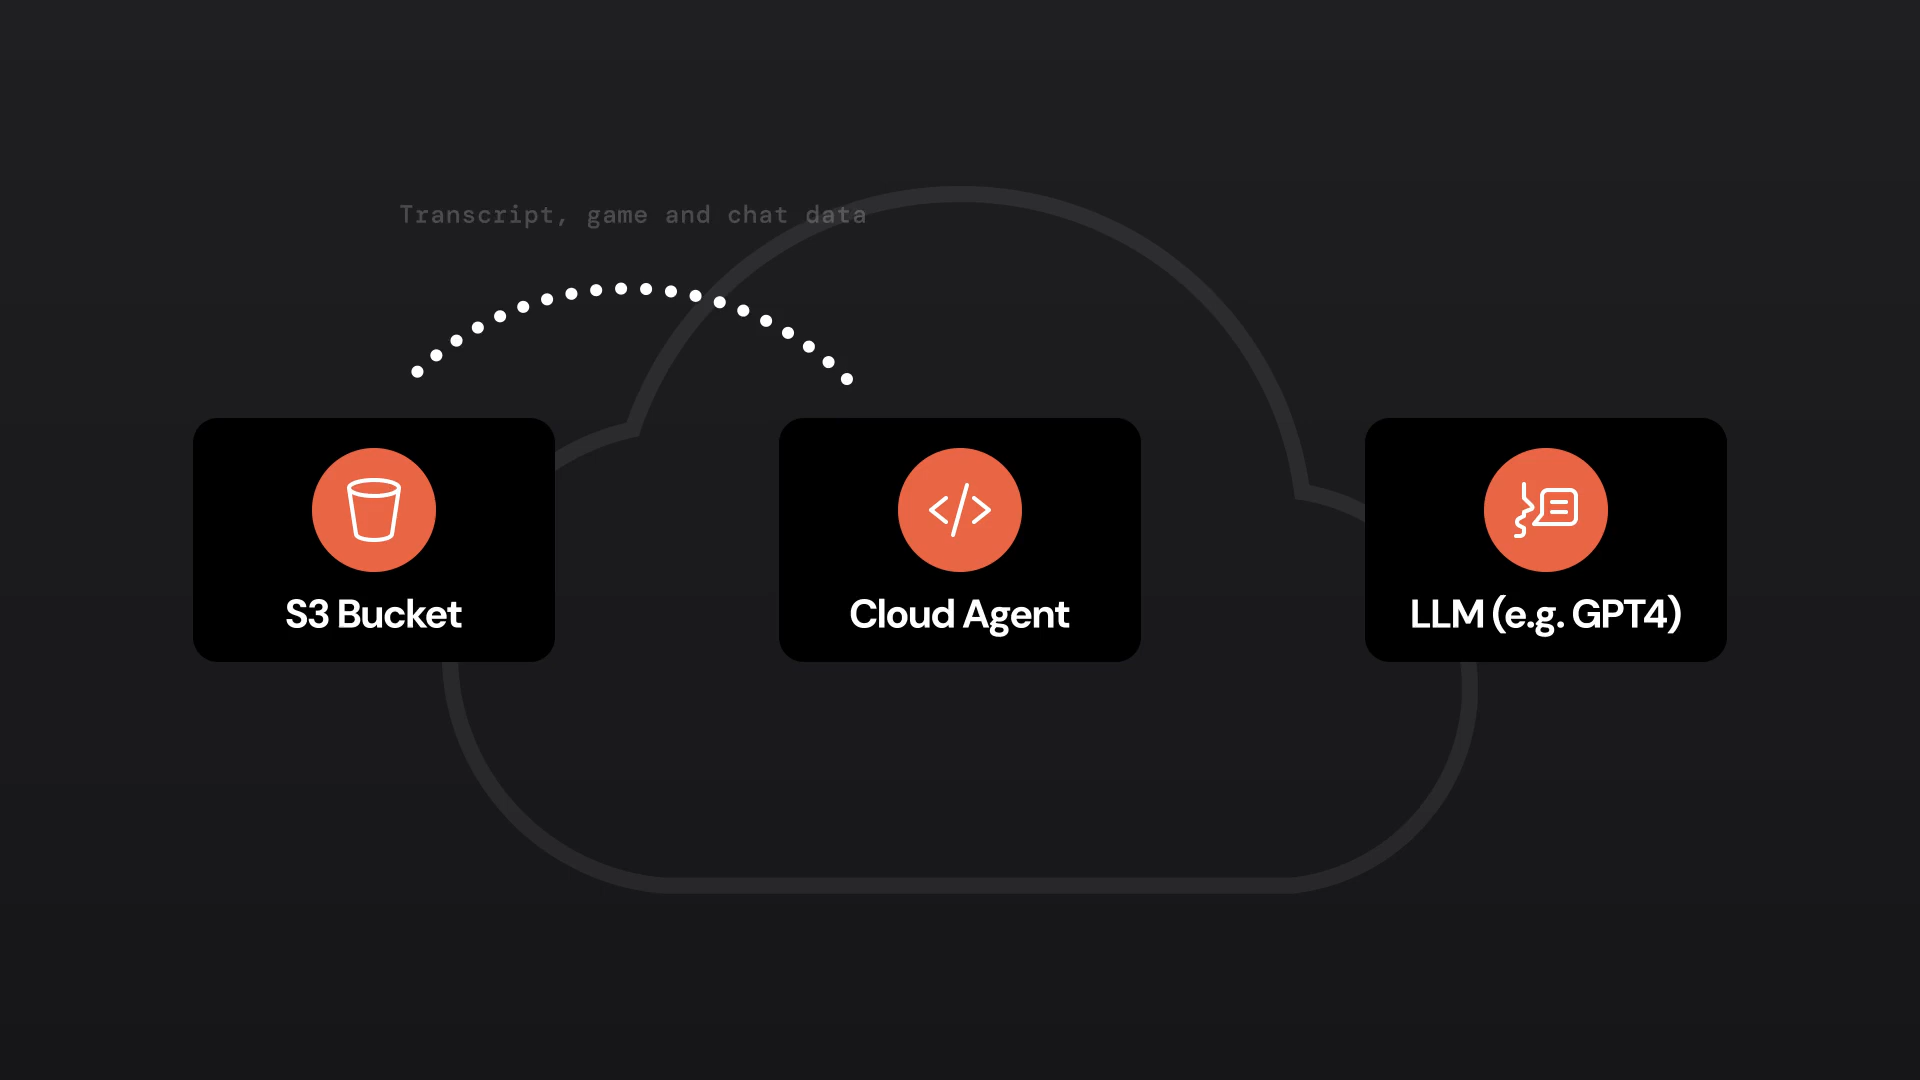 Transcript, game and chat data
S3 Bucket
Cloud Agent
LLM (e.g. GPT4)